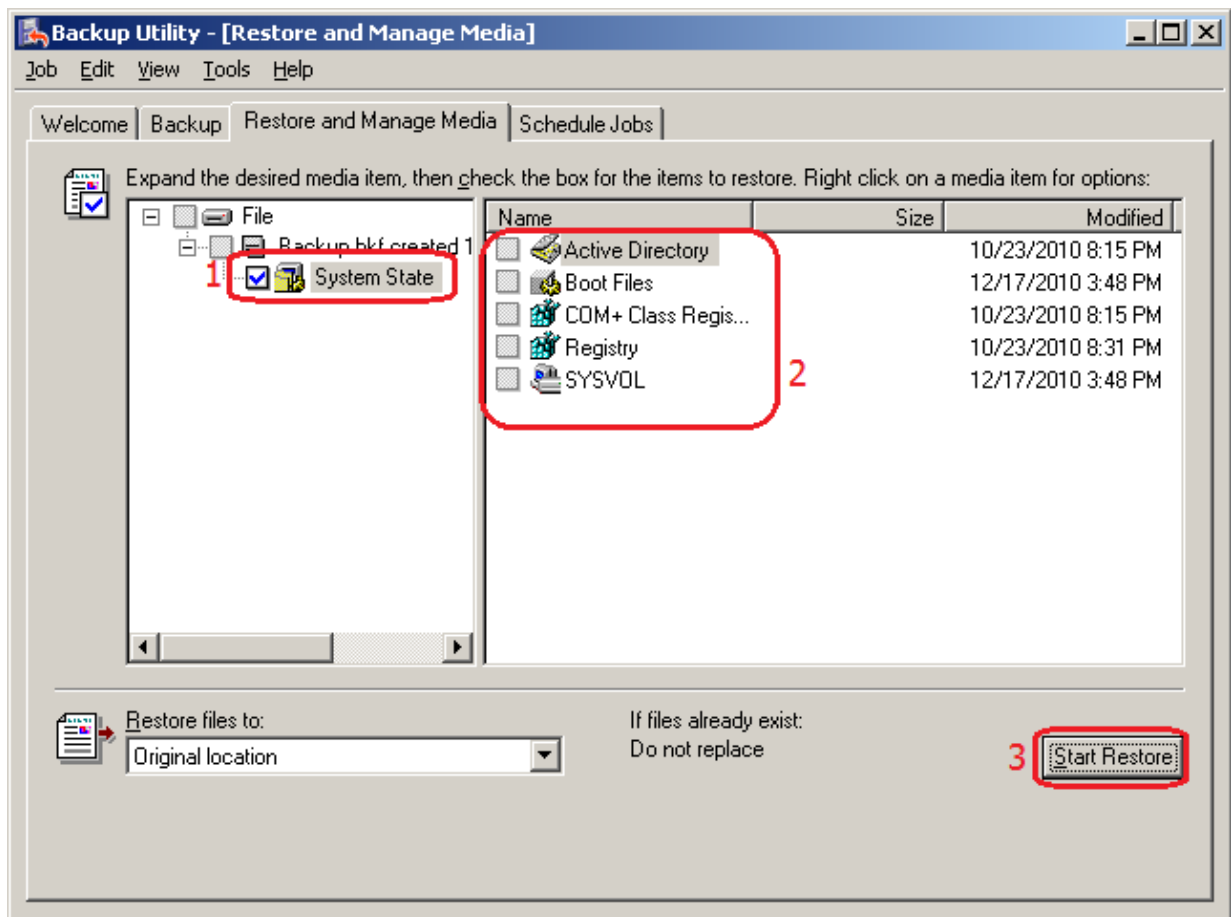 Backup Utility - [Restore and Manage Media]
Job Edit View Tools Help
Welcome Backup Restore and Manage Media Schedule Jobs
Expand the desired media item, then check the box for the items to restore. Right click on a media item for options:
File
Backup.bkf created 1
1 System State
Name Size Modified
Active Directory 10/23/2010 8:15 PM
Boot Files 12/17/2010 3:48 PM
COM+ Class Regis... 10/23/2010 8:15 PM
Registry 10/23/2010 8:31 PM
SYSVOL 12/17/2010 3:48 PM
2
Restore files to:
Original location
If files already exist:
Do not replace
3 Start Restore